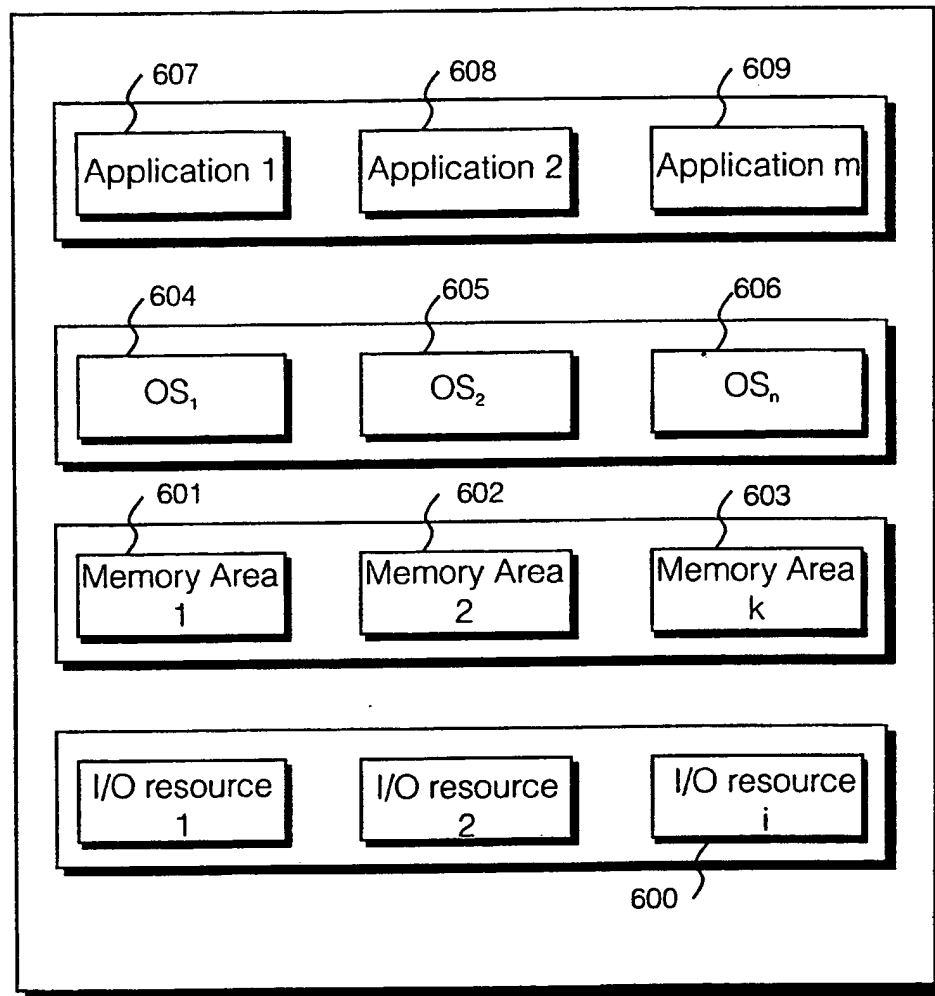 607
608
609
Application 1
Application 2
Application m
604
605
606
OS₁
OS₂
OSₙ
601
602
603
Memory Area
1
Memory Area
2
Memory Area
k
I/O resource
1
I/O resource
2
I/O resource
i
600